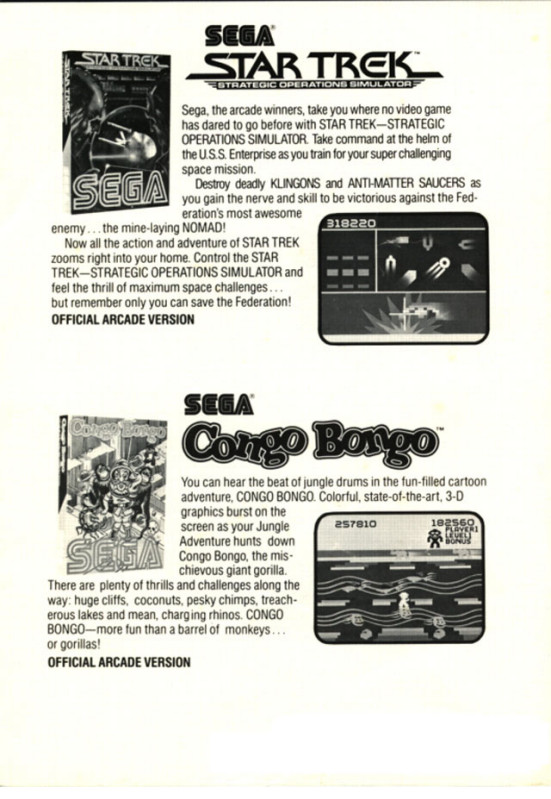 SEGA®
STAR TREK™
STRATEGIC OPERATIONS SIMULATOR
STAR TREK
SEGA
Sega, the arcade winners, take you where no video game
has dared to go before with STAR TREK—STRATEGIC
OPERATIONS SIMULATOR. Take command at the helm of
the U.S.S. Enterprise as you train for your super challenging
space mission.
Destroy deadly KLINGONS and ANTI-MATTER SAUCERS as
you gain the nerve and skill to be victorious against the Fed-
eration's most awesome
enemy . . . the mine-laying NOMAD!
Now all the action and adventure of STAR TREK
zooms right into your home. Control the STAR
TREK—STRATEGIC OPERATIONS SIMULATOR and
feel the thrill of maximum space challenges . . .
but remember only you can save the Federation!
OFFICIAL ARCADE VERSION
318220
SEGA®
Congo Bongo™
Congo Bongo
SEGA
You can hear the beat of jungle drums in the fun-filled cartoon
adventure, CONGO BONGO. Colorful, state-of-the-art, 3-D
graphics burst on the
screen as your Jungle
Adventure hunts down
Congo Bongo, the mis-
chievous giant gorilla.
There are plenty of thrills and challenges along the
way: huge cliffs, coconuts, pesky chimps, treach-
erous lakes and mean, charging rhinos. CONGO
BONGO—more fun than a barrel of monkeys . . .
or gorillas!
OFFICIAL ARCADE VERSION
257810
182560
PLAYER1
LEVEL1
BONUS